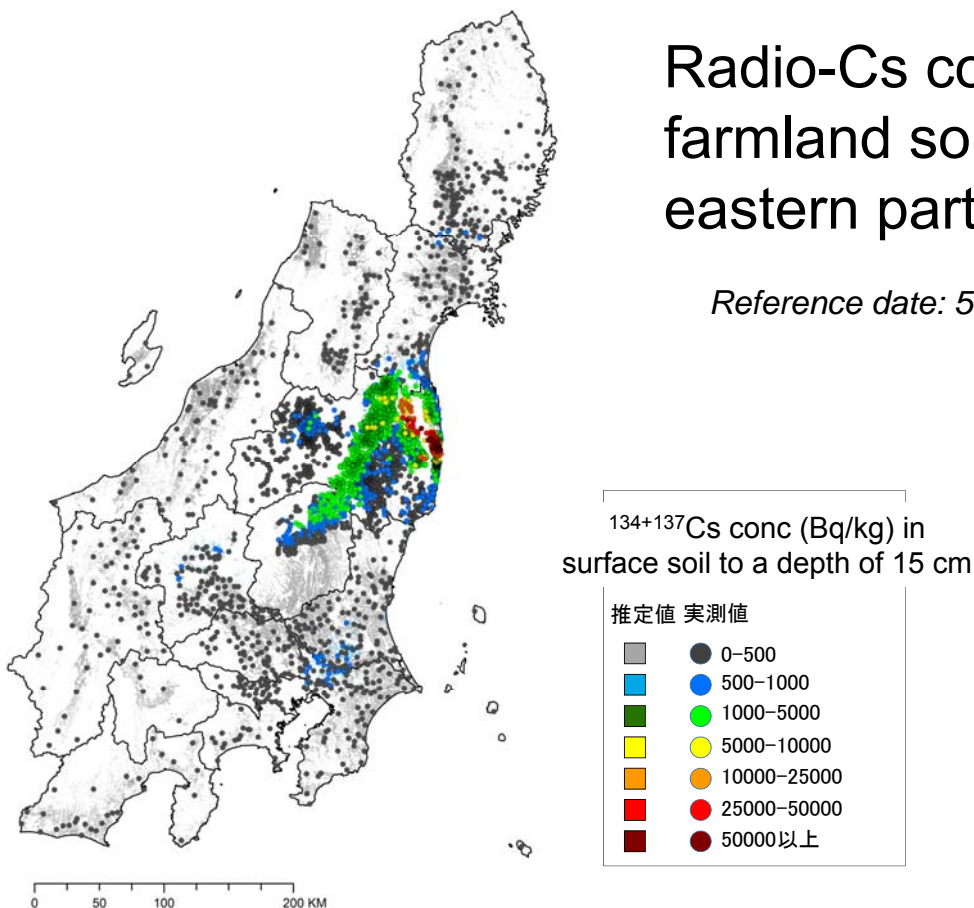 Radio-Cs co
farmland so
eastern part
Reference date: 5
134+137Cs conc (Bq/kg) in
surface soil to a depth of 15 cm
推定値 実測値
0-500
500-1000
1000-5000
5000-10000
10000-25000
25000-50000
50000以上
0 50 100 200 KM